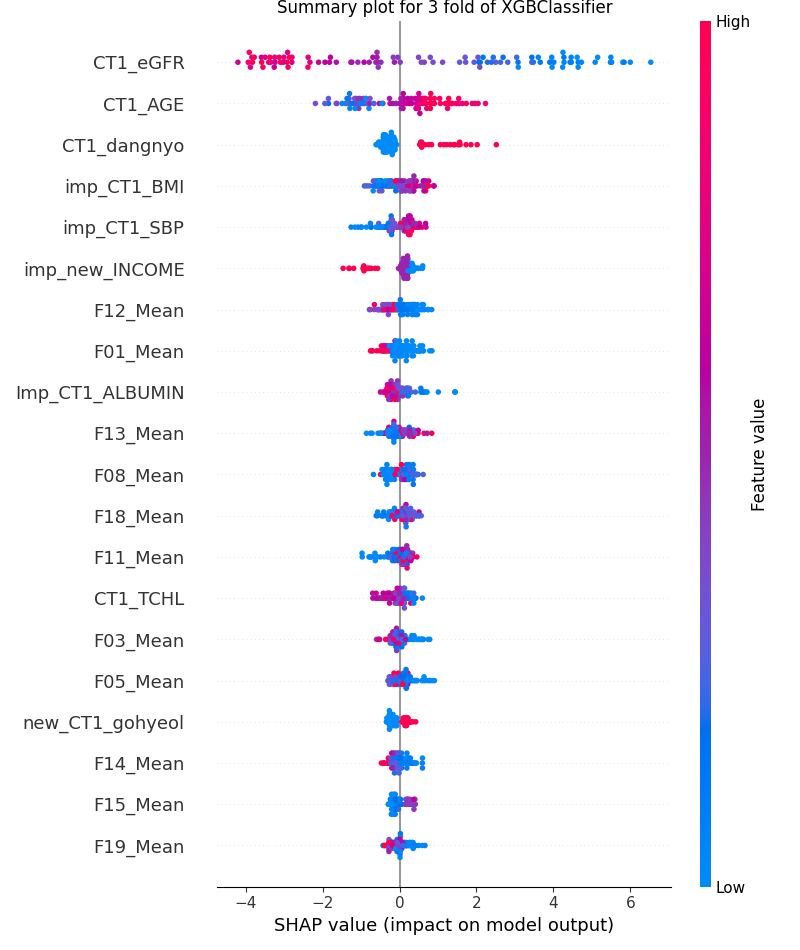 Summary plot for 3 fold of XGBClassifier
High
CT1_eGFR
CT1_AGE
CT1_dangnyo
imp_CT1_BMI
imp_CT1_SBP
imp_new_INCOME
F12_Mean
F01_Mean
Imp_CT1_ALBUMIN
F13_Mean
F08_Mean
F18_Mean
F11_Mean
CT1_TCHL
F03_Mean
F05_Mean
new_CT1_gohyeol
F14_Mean
F15_Mean
F19_Mean
Feature value
Low
−4 −2 0 2 4 6
SHAP value (impact on model output)